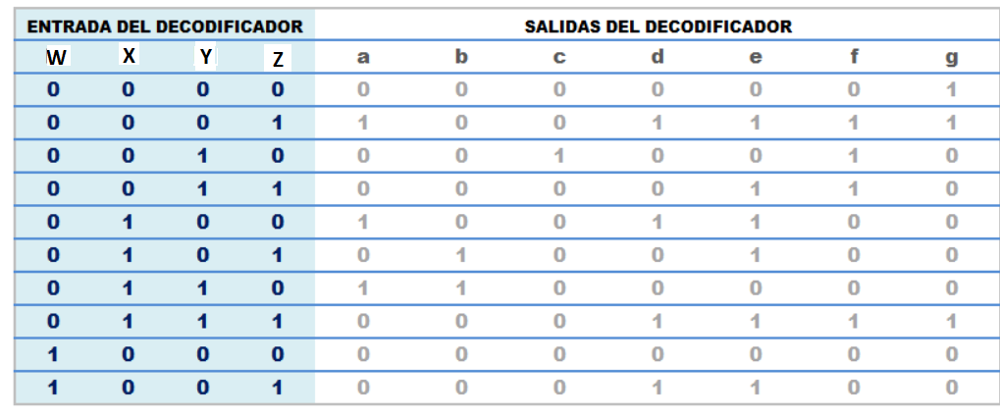 ENTRADA DEL DECODIFICADOR SALIDAS DEL DECODIFICADOR
W X Y Z a b c d e f g
0 0 0 0 0 0 0 0 0 0 1
0 0 0 1 1 0 0 1 1 1 1
0 0 1 0 0 0 1 0 0 1 0
0 0 1 1 0 0 0 0 1 1 0
0 1 0 0 1 0 0 1 1 0 0
0 1 0 1 0 1 0 0 1 0 0
0 1 1 0 1 1 0 0 0 0 0
0 1 1 1 0 0 0 1 1 1 1
1 0 0 0 0 0 0 0 0 0 0
1 0 0 1 0 0 0 1 1 0 0